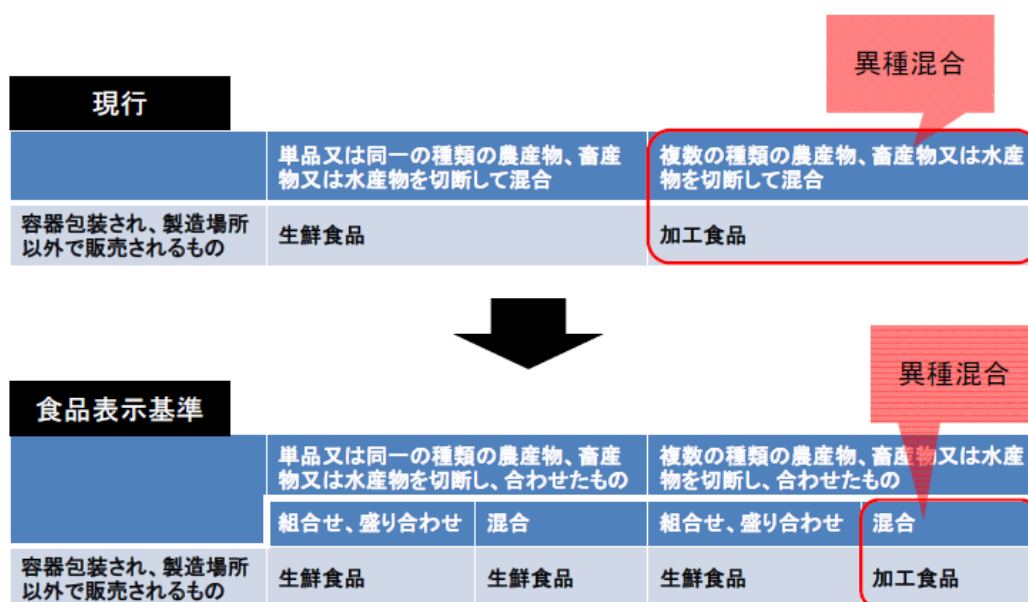 異種混合
現行
単品又は同一の種類の農産物、畜産
物又は水産物を切断して混合
複数の種類の農産物、畜産物又は水産
物を切断して混合
容器包装され、製造場所
以外で販売されるもの
生鮮食品
加工食品
異種混合
食品表示基準
単品又は同一の種類の農産物、畜産
物又は水産物を切断し、合わせたもの
複数の種類の農産物、畜産物又は水産
物を切断し、合わせたもの
組合せ、盛り合わせ
混合
組合せ、盛り合わせ
混合
容器包装され、製造場所
以外で販売されるもの
生鮮食品
生鮮食品
生鮮食品
加工食品